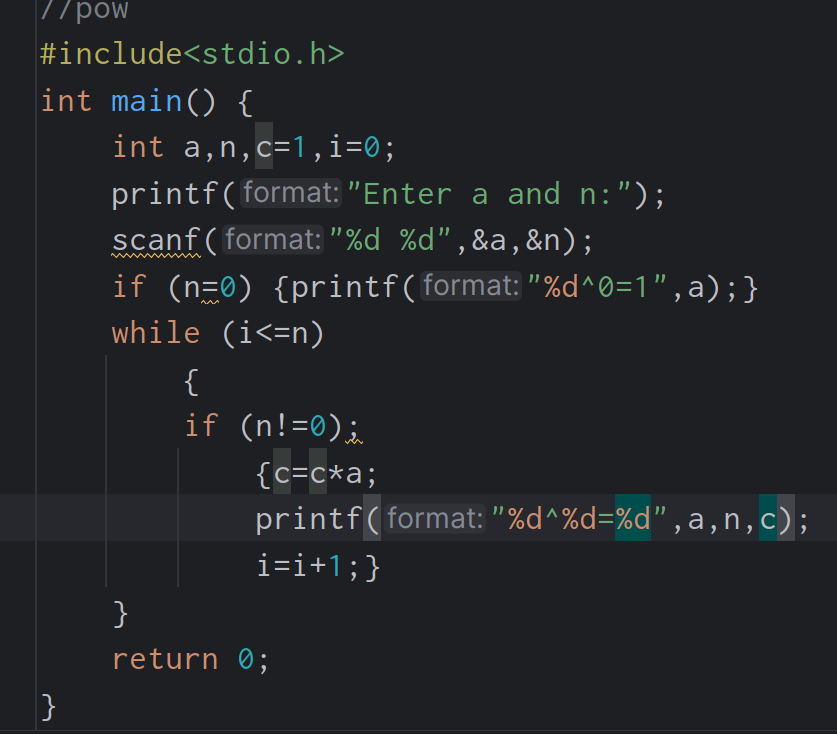 //pow
#include<stdio.h>
int main() {
    int a,n,c=1,i=0;
    printf(format:"Enter a and n:");
    scanf(format:"%d %d",&a,&n);
    if (n=0) {printf(format:"%d^0=1",a);}
    while (i<=n)
        {
        if (n!=0);
            {c=c*a;
            printf(format:"%d^%d=%d",a,n,c);
            i=i+1;}
    }
    return 0;
}